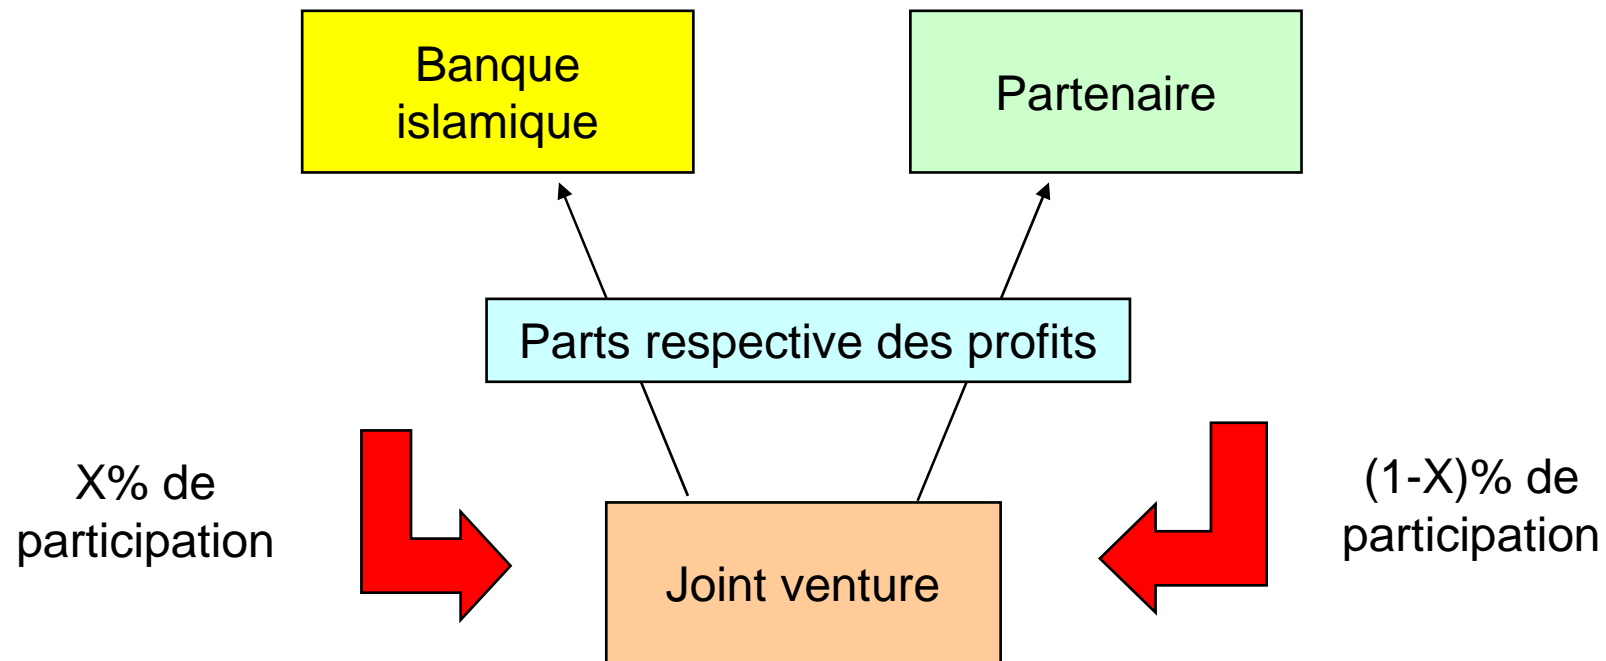 Banque
islamique
Partenaire
Parts respective des profits
X% de
participation
(1-X)% de
participation
Joint venture